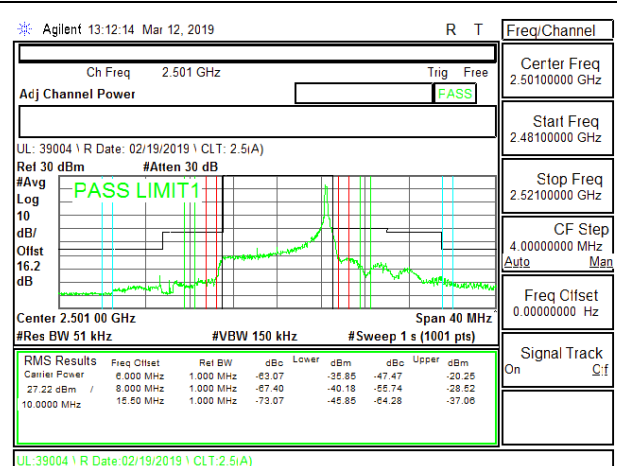 Agilent 13:12:14 Mar 12, 2019 R T
Freq/Channel
Ch Freq 2.501 GHz Trig Free
Adj Channel Power PASS
UL: 39004 \ R Date: 02/19/2019 \ CLT: 2.5(A)
Ref 30 dBm #Atten 30 dB
#Avg
Log
10
dB/
Offst
16.2
dB
PASS LIMIT1
Center 2.501 00 GHz Span 40 MHz
#Res BW 51 kHz #VBW 150 kHz #Sweep 1 s (1001 pts)
RMS Results Freq Offset Ref BW dBc Lower dBm dBc Upper dBm
Carrier Power 6.000 MHz 1.000 MHz -63.07 -35.85 -47.47 -20.25
27.22 dBm / 8.000 MHz 1.000 MHz -67.40 -40.18 -55.74 -28.52
10.0000 MHz 15.50 MHz 1.000 MHz -73.07 -45.85 -64.28 -37.06
UL:39004 \ R Date:02/19/2019 \ CLT:2.5(A)
Center Freq
2.50100000 GHz
Start Freq
2.48100000 GHz
Stop Freq
2.52100000 GHz
CF Step
4.00000000 MHz
Auto Man
Freq Offset
0.00000000 Hz
Signal Track
On Off